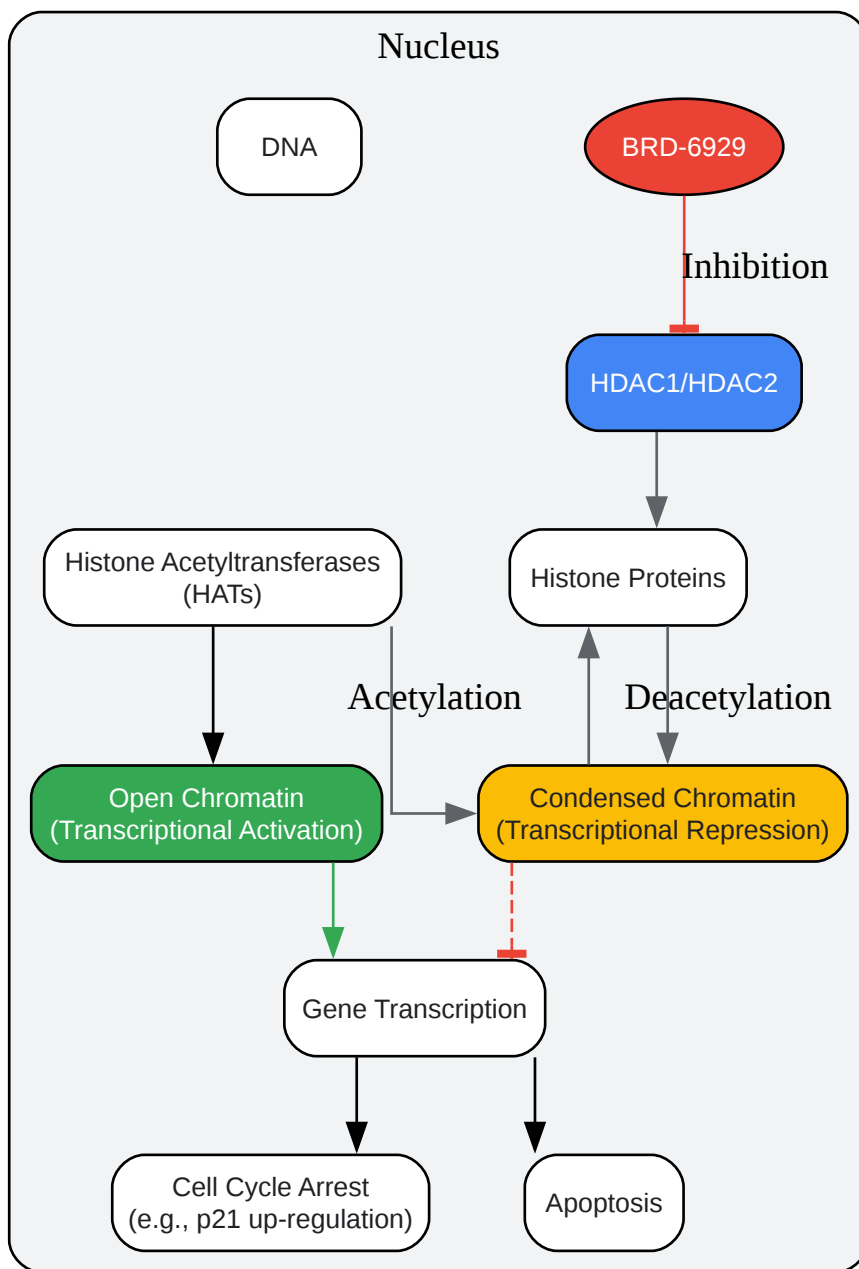 Nucleus
DNA
BRD-6929
Inhibition
HDAC1/HDAC2
Histone Acetyltransferases
(HATs)
Histone Proteins
Acetylation
Deacetylation
Open Chromatin
(Transcriptional Activation)
Condensed Chromatin
(Transcriptional Repression)
Gene Transcription
Cell Cycle Arrest
(e.g., p21 up-regulation)
Apoptosis